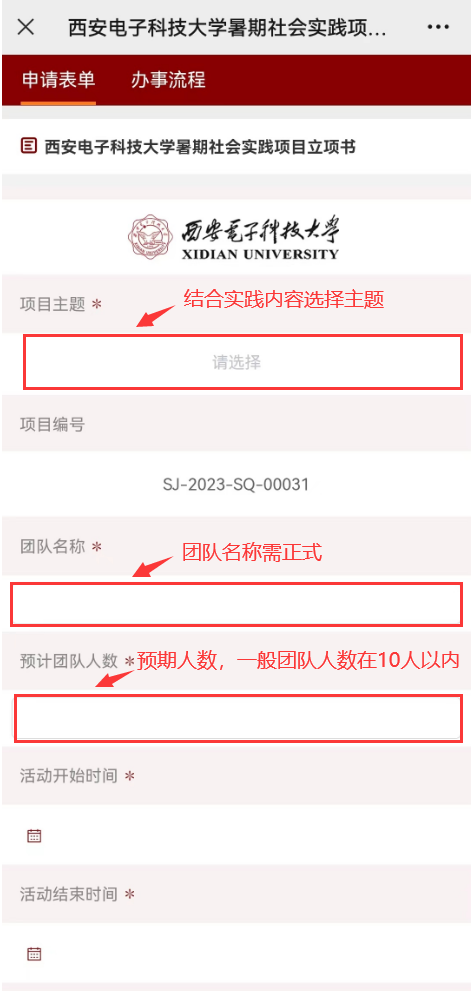 西安电子科技大学暑期社会实践项...
申请表单 办事流程
西安电子科技大学暑期社会实践项目立项书
西安电子科技大学
XIDIAN UNIVERSITY
项目主题 *
结合实践内容选择主题
请选择
项目编号
SJ-2023-SQ-00031
团队名称 *
团队名称需正式
预计团队人数 *
预期人数，一般团队人数在10人以内
活动开始时间 *
活动结束时间 *